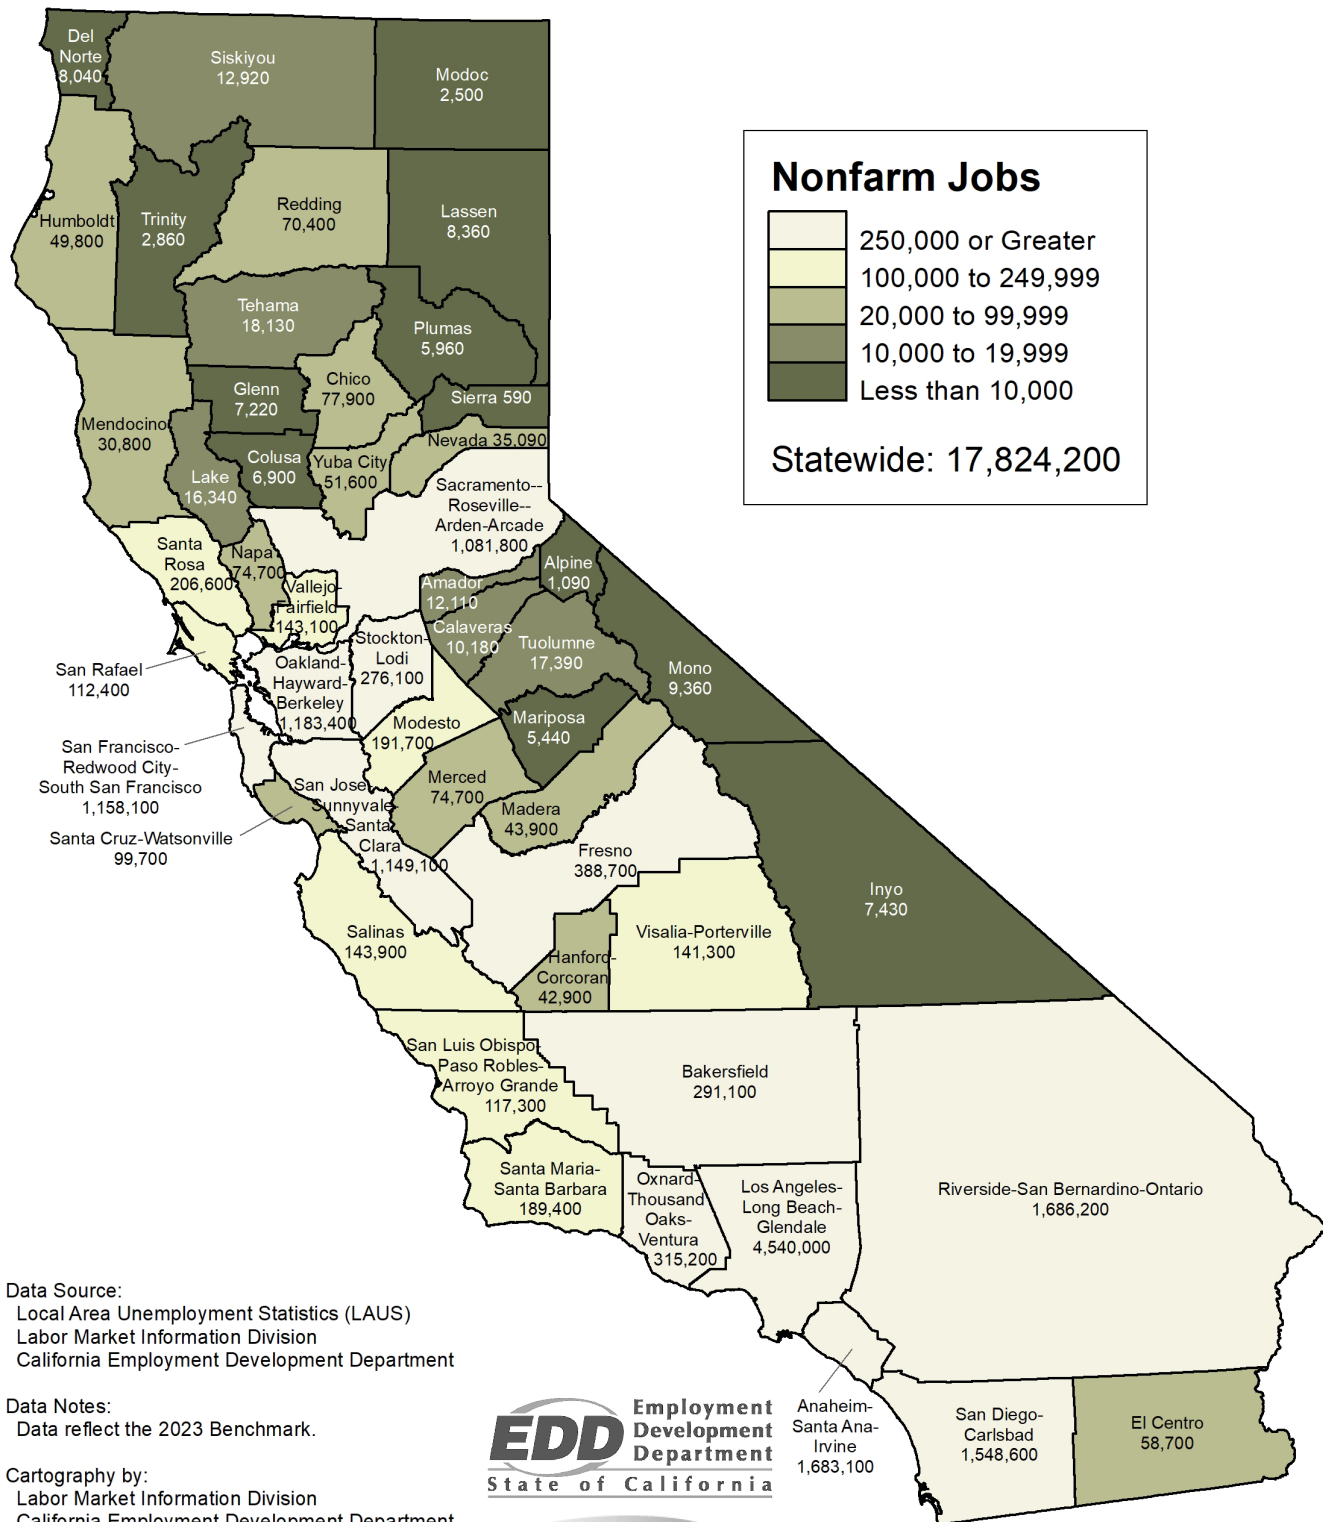 Del
Norte
8,040
Siskiyou
12,920
Modoc
2,500
Humboldt
49,800
Trinity
2,860
Redding
70,400
Lassen
8,360
Tehama
18,130
Plumas
5,960
Glenn
7,220
Chico
77,900
Sierra 590
Mendocino
30,800
Nevada 35,090
Lake
16,340
Colusa
6,900
Yuba City
51,600
Sacramento--
Roseville--
Arden-Arcade
1,081,800
Santa
Rosa
206,600
Napa
74,700
Vallejo-
Fairfield
143,100
Amador
12,110
Alpine
1,090
Calaveras
10,180
Tuolumne
17,390
Mono
9,360
San Rafael
112,400
Oakland-
Hayward-
Berkeley
1,183,400
Stockton-
Lodi
276,100
Modesto
191,700
Mariposa
5,440
San Francisco-
Redwood City-
South San Francisco
1,158,100
Santa Cruz-Watsonville
99,700
San Jose-
Sunnyvale-
Santa
Clara
1,149,100
Merced
74,700
Madera
43,900
Fresno
388,700
Inyo
7,430
Salinas
143,900
Hanford-
Corcoran
42,900
Visalia-Porterville
141,300
San Luis Obispo-
Paso Robles-
Arroyo Grande
117,300
Bakersfield
291,100
Santa Maria-
Santa Barbara
189,400
Oxnard-
Thousand
Oaks-
Ventura
315,200
Los Angeles-
Long Beach-
Glendale
4,540,000
Riverside-San Bernardino-Ontario
1,686,200
Anaheim-
Santa Ana-
Irvine
1,683,100
San Diego-
Carlsbad
1,548,600
El Centro
58,700
Nonfarm Jobs
250,000 or Greater
100,000 to 249,999
20,000 to 99,999
10,000 to 19,999
Less than 10,000
Statewide: 17,824,200
Data Source:
Local Area Unemployment Statistics (LAUS)
Labor Market Information Division
California Employment Development Department
Data Notes:
Data reflect the 2023 Benchmark.
Cartography by:
Labor Market Information Division
California Employment Development Department
EDD
Employment
Development
Department
State of California